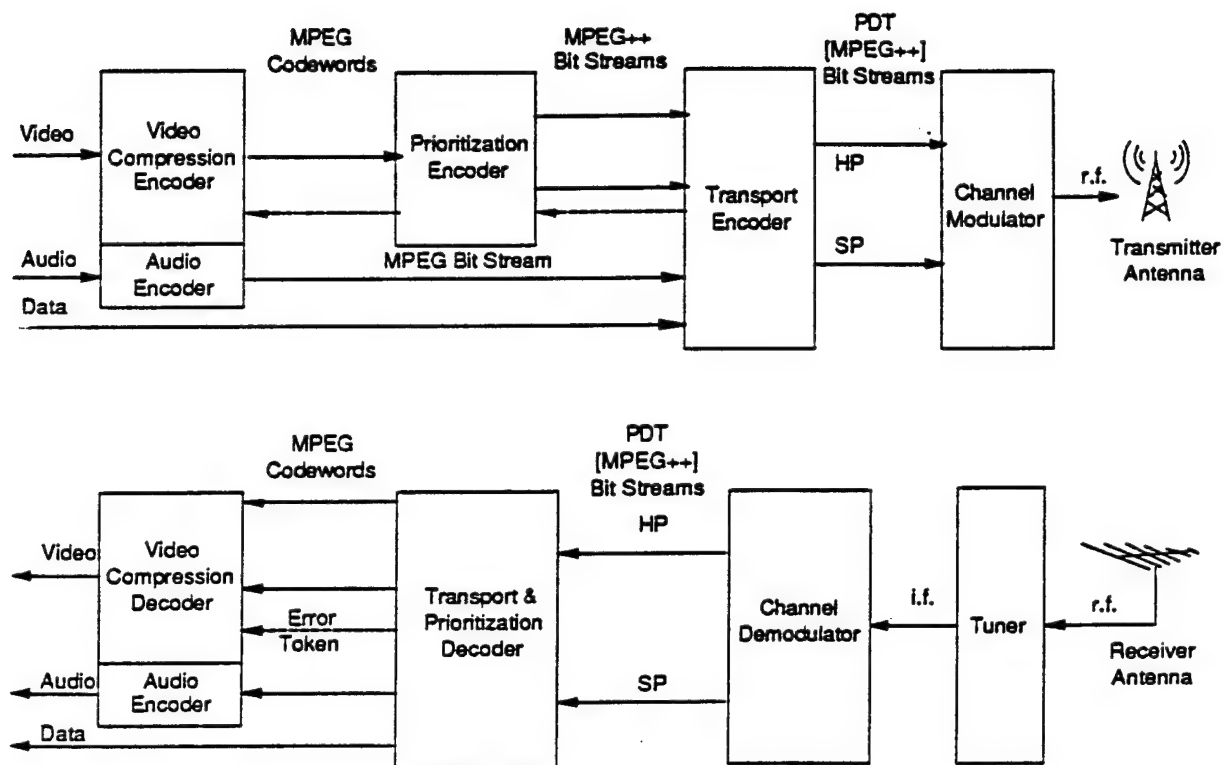 MPEG
Codewords
MPEG++
Bit Streams
PDT
[MPEG++]
Bit Streams
Video
Video
Compression
Encoder
Prioritization
Encoder
Transport
Encoder
HP
SP
Channel
Modulator
r.f.
Transmitter
Antenna
Audio
Audio
Encoder
MPEG Bit Stream
Data
MPEG
Codewords
PDT
[MPEG++]
Bit Streams
Video
Video
Compression
Decoder
Error
Token
Transport &
Prioritization
Decoder
HP
SP
Channel
Demodulator
i.f.
Tuner
r.f.
Receiver
Antenna
Audio
Audio
Encoder
Data